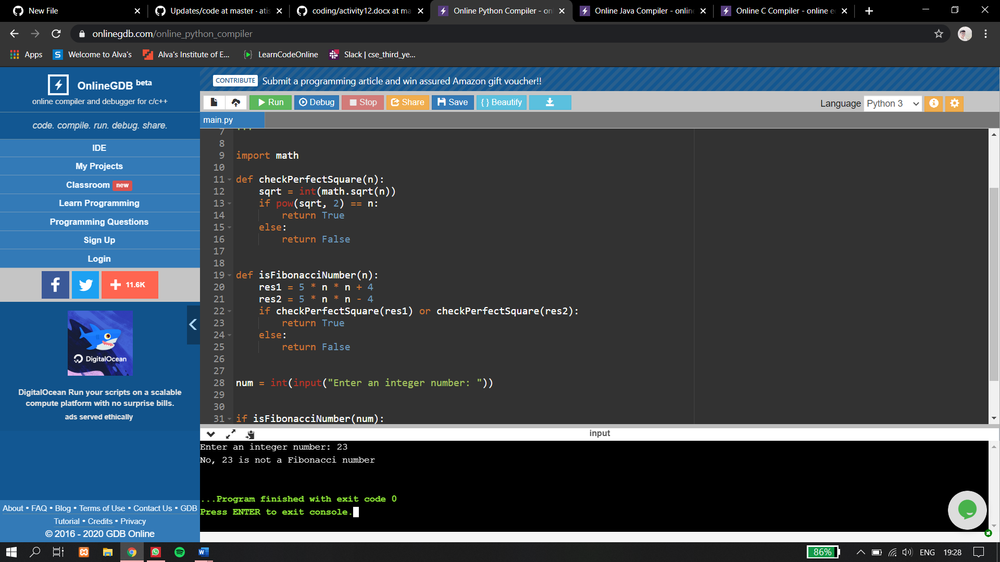 New File
Updates/code at master · atis
coding/activity12.docx at ma
Online Python Compiler - on
Online Java Compiler - online
Online C Compiler - online e
onlinegdb.com/online_python_compiler
Apps
Welcome to Alva's
Alva's Institute of E...
LearnCodeOnline
Slack | cse_third_ye...
OnlineGDB beta
online compiler and debugger for c/c++
code. compile. run. debug. share.
IDE
My Projects
Classroom new
Learn Programming
Programming Questions
Sign Up
Login
11.6K
DigitalOcean
DigitalOcean Run your scripts on a scalable
compute platform with no surprise bills.
ads served ethically
About • FAQ • Blog • Terms of Use • Contact Us • GDB
Tutorial • Credits • Privacy
© 2016 - 2020 GDB Online
CONTRIBUTE Submit a programming article and win assured Amazon gift voucher!!
Run
Debug
Stop
Share
Save
{ } Beautify
Language Python 3
main.py
7 '''
8
9 import math
10
11 def checkPerfectSquare(n):
12 sqrt = int(math.sqrt(n))
13 if pow(sqrt, 2) == n:
14 return True
15 else:
16 return False
17
18
19 def isFibonacciNumber(n):
20 res1 = 5 * n * n + 4
21 res2 = 5 * n * n - 4
22 if checkPerfectSquare(res1) or checkPerfectSquare(res2):
23 return True
24 else:
25 return False
26
27
28 num = int(input("Enter an integer number: "))
29
30
31 if isFibonacciNumber(num):
input
Enter an integer number: 23
No, 23 is not a Fibonacci number
...Program finished with exit code 0
Press ENTER to exit console.
86%
ENG
19:28